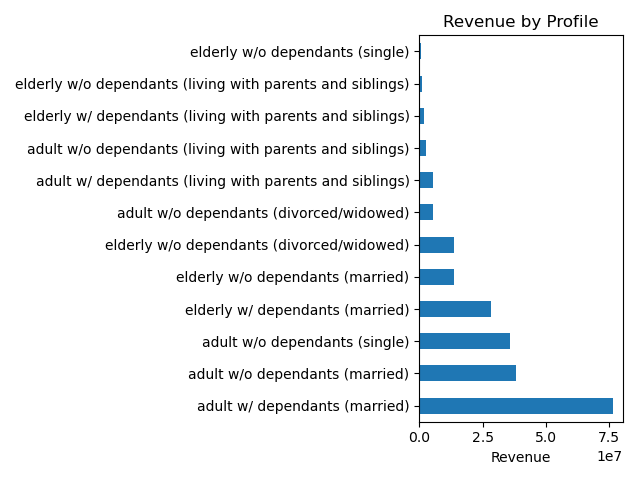 Revenue by Profile
elderly w/o dependants (single)
elderly w/o dependants (living with parents and siblings)
elderly w/ dependants (living with parents and siblings)
adult w/o dependants (living with parents and siblings)
adult w/ dependants (living with parents and siblings)
adult w/o dependants (divorced/widowed)
elderly w/o dependants (divorced/widowed)
elderly w/o dependants (married)
elderly w/ dependants (married)
adult w/o dependants (single)
adult w/o dependants (married)
adult w/ dependants (married)
0.0 2.5 5.0 7.5
1e7
Revenue